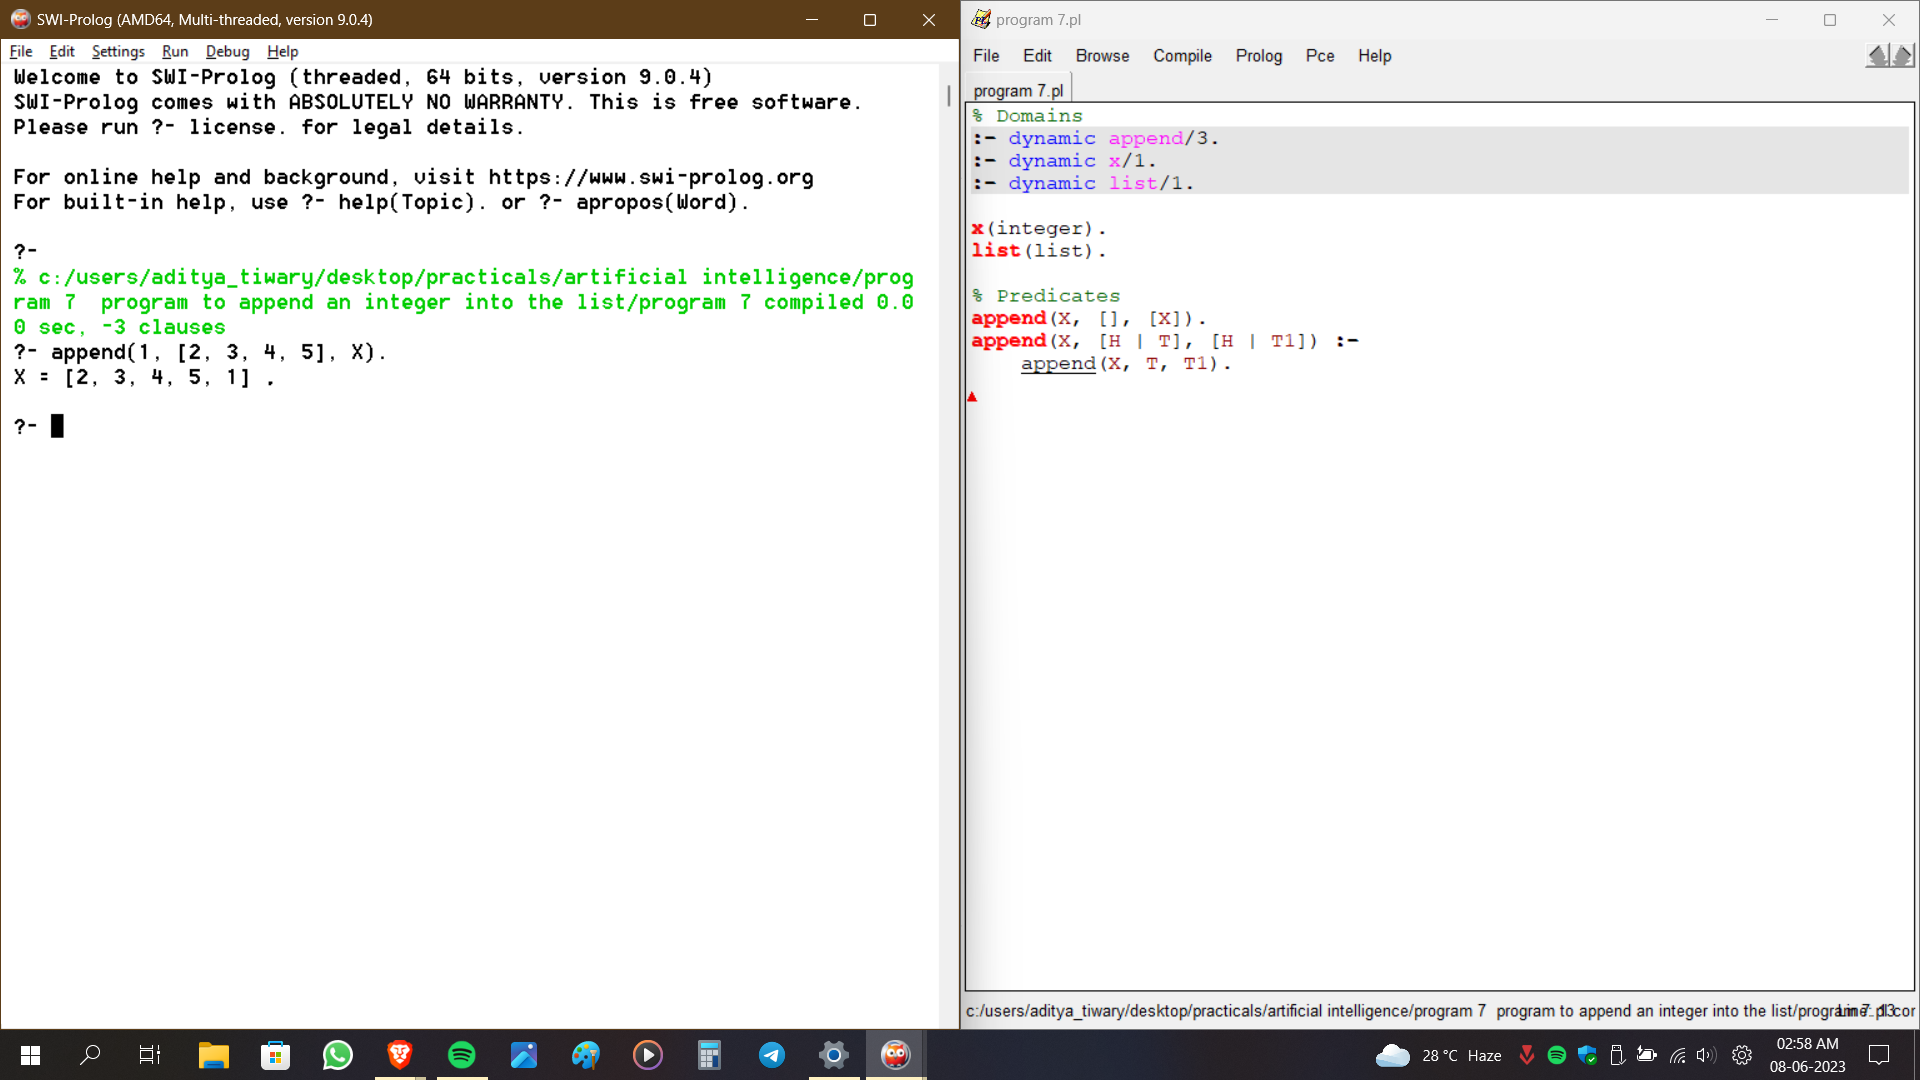 SWI-Prolog (AMD64, Multi-threaded, version 9.0.4)
File Edit Settings Run Debug Help
Welcome to SWI-Prolog (threaded, 64 bits, version 9.0.4)
SWI-Prolog comes with ABSOLUTELY NO WARRANTY. This is free software.
Please run ?- license. for legal details.
For online help and background, visit https://www.swi-prolog.org
For built-in help, use ?- help(Topic). or ?- apropos(Word).
?-
% c:/users/aditya_tiwary/desktop/practicals/artificial intelligence/prog
ram 7  program to append an integer into the list/program 7 compiled 0.0
0 sec, -3 clauses
?- append(1, [2, 3, 4, 5], X).
X = [2, 3, 4, 5, 1] .
?-
program 7.pl
File Edit Browse Compile Prolog Pce Help
program 7.pl
% Domains
:- dynamic append/3.
:- dynamic x/1.
:- dynamic list/1.
x(integer).
list(list).
% Predicates
append(X, [], [X]).
append(X, [H | T], [H | T1]) :-
    append(X, T, T1).
c:/users/aditya_tiwary/desktop/practicals/artificial intelligence/program 7  program to append an integer into the list/program 7.pl cor
Line: 13
28 °C Haze
02:58 AM
08-06-2023